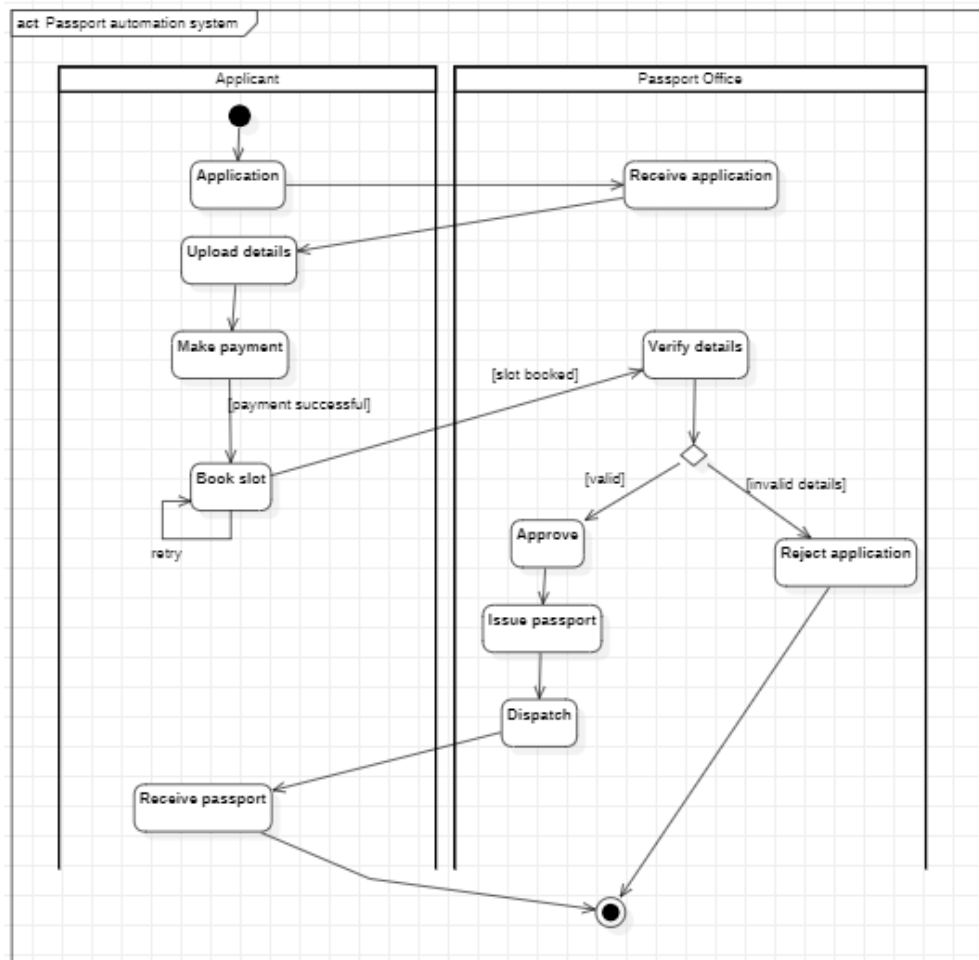 act Passport automation system
Applicant
Passport Office
Application
Receive application
Upload details
Make payment
Verify details
[slot booked]
[payment successful]
Book slot
[valid]
[invalid details]
retry
Approve
Reject application
Issue passport
Dispatch
Receive passport